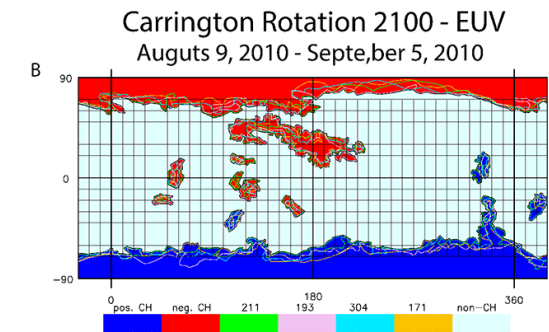 Carrington Rotation 2100 - EUV
Auguts 9, 2010 - Septe,ber 5, 2010
B
90
0
−90
0 180 360
pos. CH neg. CH 211 193 304 171 non−CH